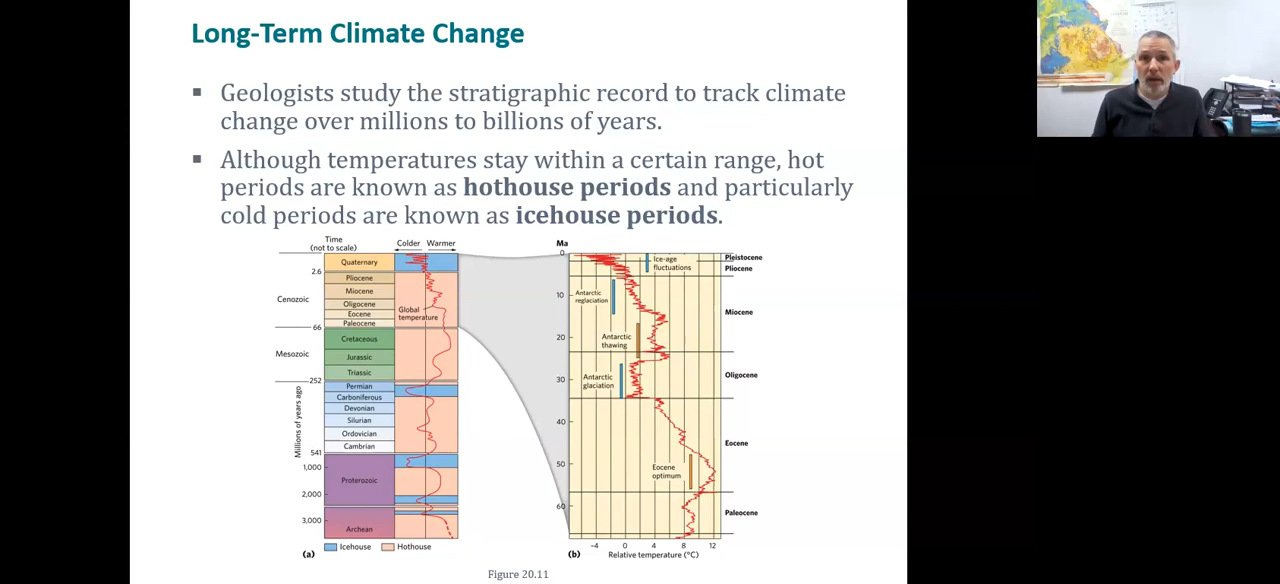 Long-Term Climate Change
▪ Geologists study the stratigraphic record to track climate
change over millions to billions of years.
▪ Although temperatures stay within a certain range, hot
periods are known as hothouse periods and particularly
cold periods are known as icehouse periods.
Time
(not to scale)
Colder Warmer
Quaternary
2.6
Pliocene
Miocene
Cenozoic
Oligocene
Eocene
Paleocene
Global
temperature
66
Cretaceous
Mesozoic
Jurassic
Triassic
252
Permian
Carboniferous
Devonian
Silurian
Ordovician
Cambrian
541
Millions of years ago
1,000
Proterozoic
2,000
3,000
Archean
(a)
Icehouse Hothouse
Ma
0
Ice-age
fluctuations
Pleistocene
Pliocene
Antarctic
reglaciation
10
Miocene
Antarctic
thawing
20
Antarctic
glaciation
30
Oligocene
40
Eocene
Eocene
optimum
50
60
Paleocene
-4 0 4 8 12
(b)
Relative temperature (°C)
Figure 20.11